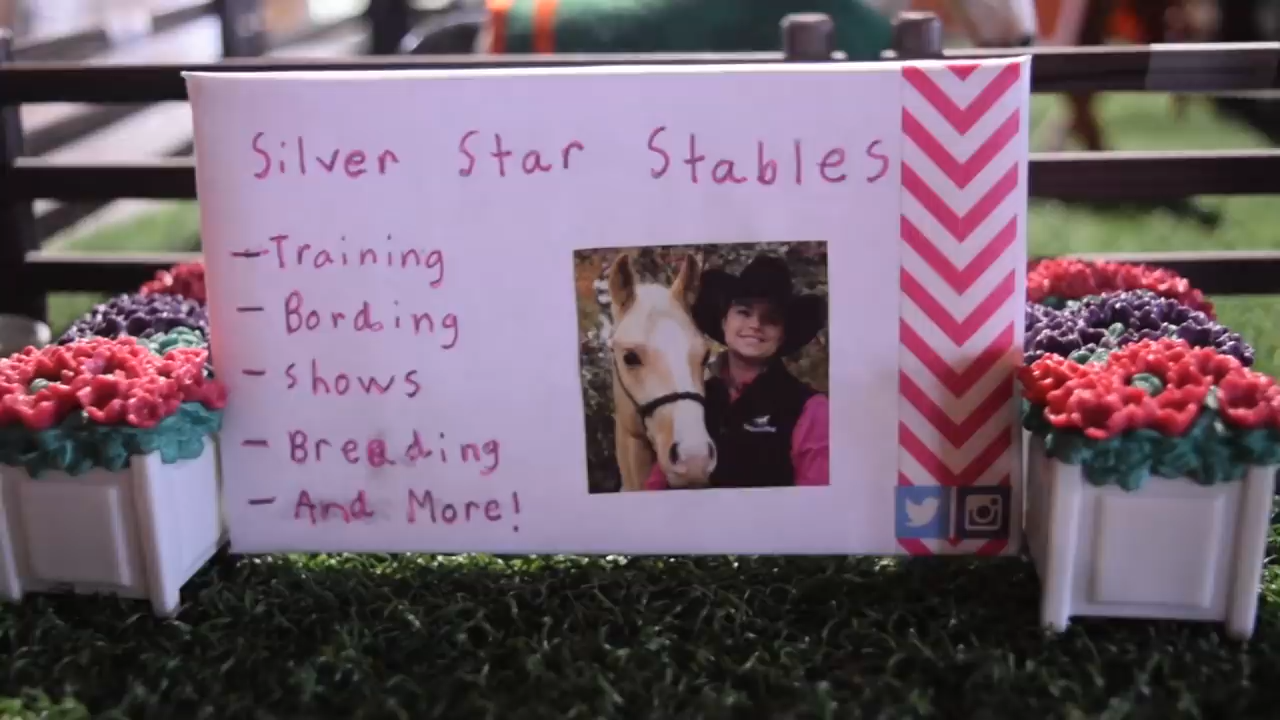 Silver Star Stables
- Training
- Bording
- Shows
- Breading
- And More!